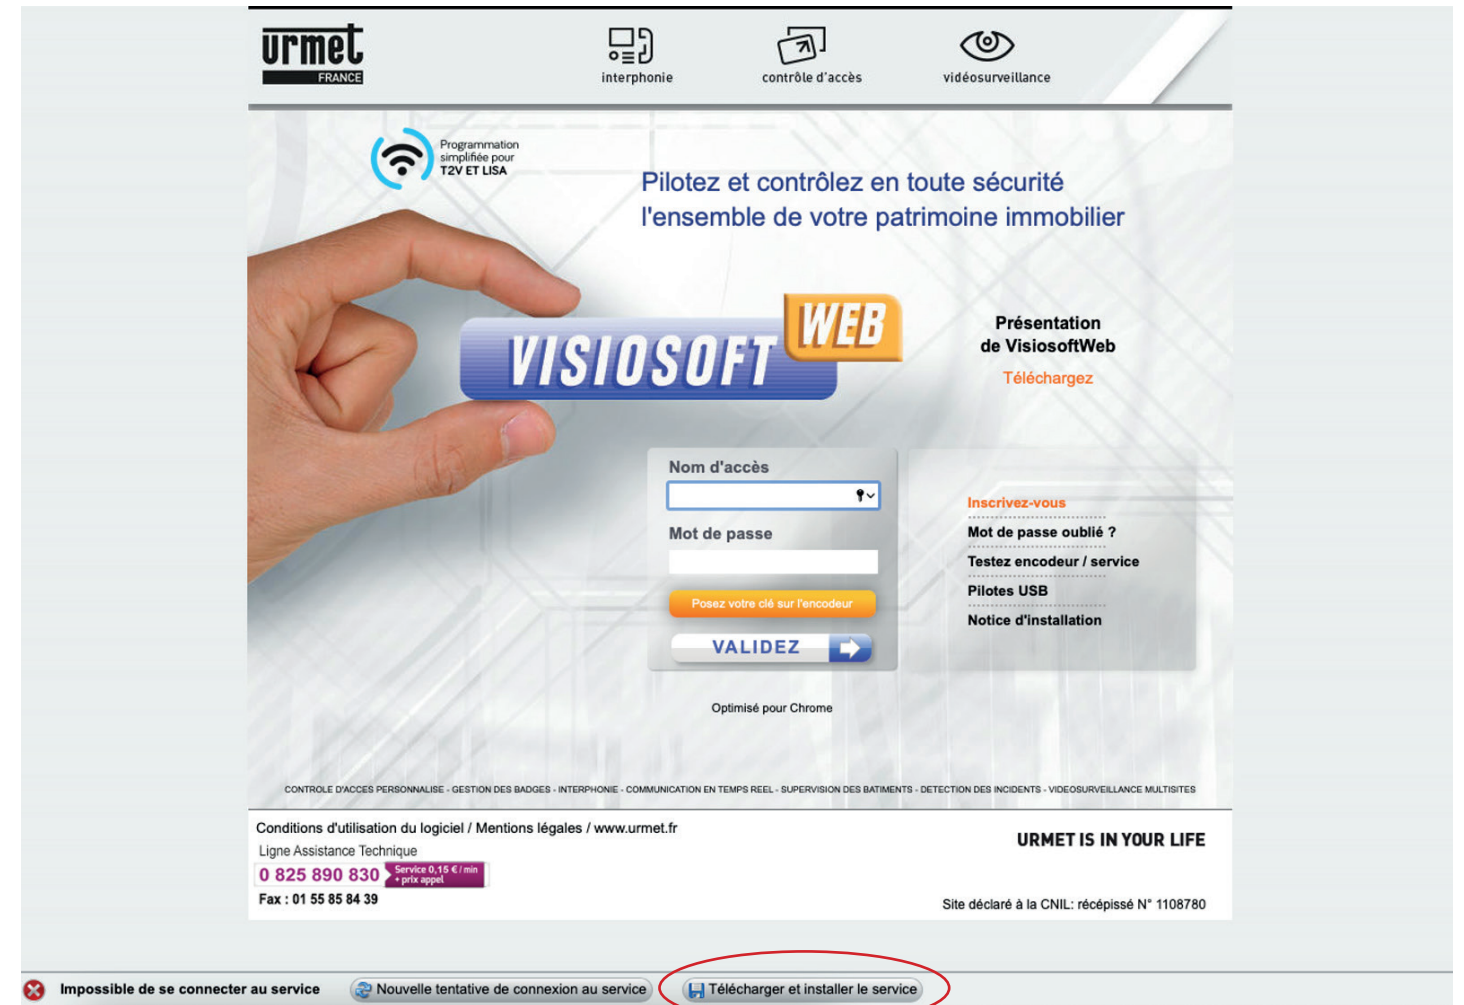 urmet
FRANCE
interphonie
contrôle d'accès
vidéosurveillance
Programmation
simplifiée pour
T2V ET LISA
Pilotez et contrôlez en toute sécurité
l'ensemble de votre patrimoine immobilier
VISIOSOFT WEB
Présentation
de VisiosoftWeb
Téléchargez
Nom d'accès
Mot de passe
Posez votre clé sur l'encodeur
VALIDEZ
Inscrivez-vous
Mot de passe oublié ?
Testez encodeur / service
Pilotes USB
Notice d'installation
Optimisé pour Chrome
CONTROLE D'ACCES PERSONNALISE - GESTION DES BADGES - INTERPHONIE - COMMUNICATION EN TEMPS REEL - SUPERVISION DES BATIMENTS - DETECTION DES INCIDENTS - VIDEOSURVEILLANCE MULTISITES
Conditions d'utilisation du logiciel / Mentions légales / www.urmet.fr
Ligne Assistance Technique
0 825 890 830
Service 0,15 € / min
+ prix appel
Fax : 01 55 85 84 39
URMET IS IN YOUR LIFE
Site déclaré à la CNIL: récépissé N° 1108780
Impossible de se connecter au service
Nouvelle tentative de connexion au service
Télécharger et installer le service